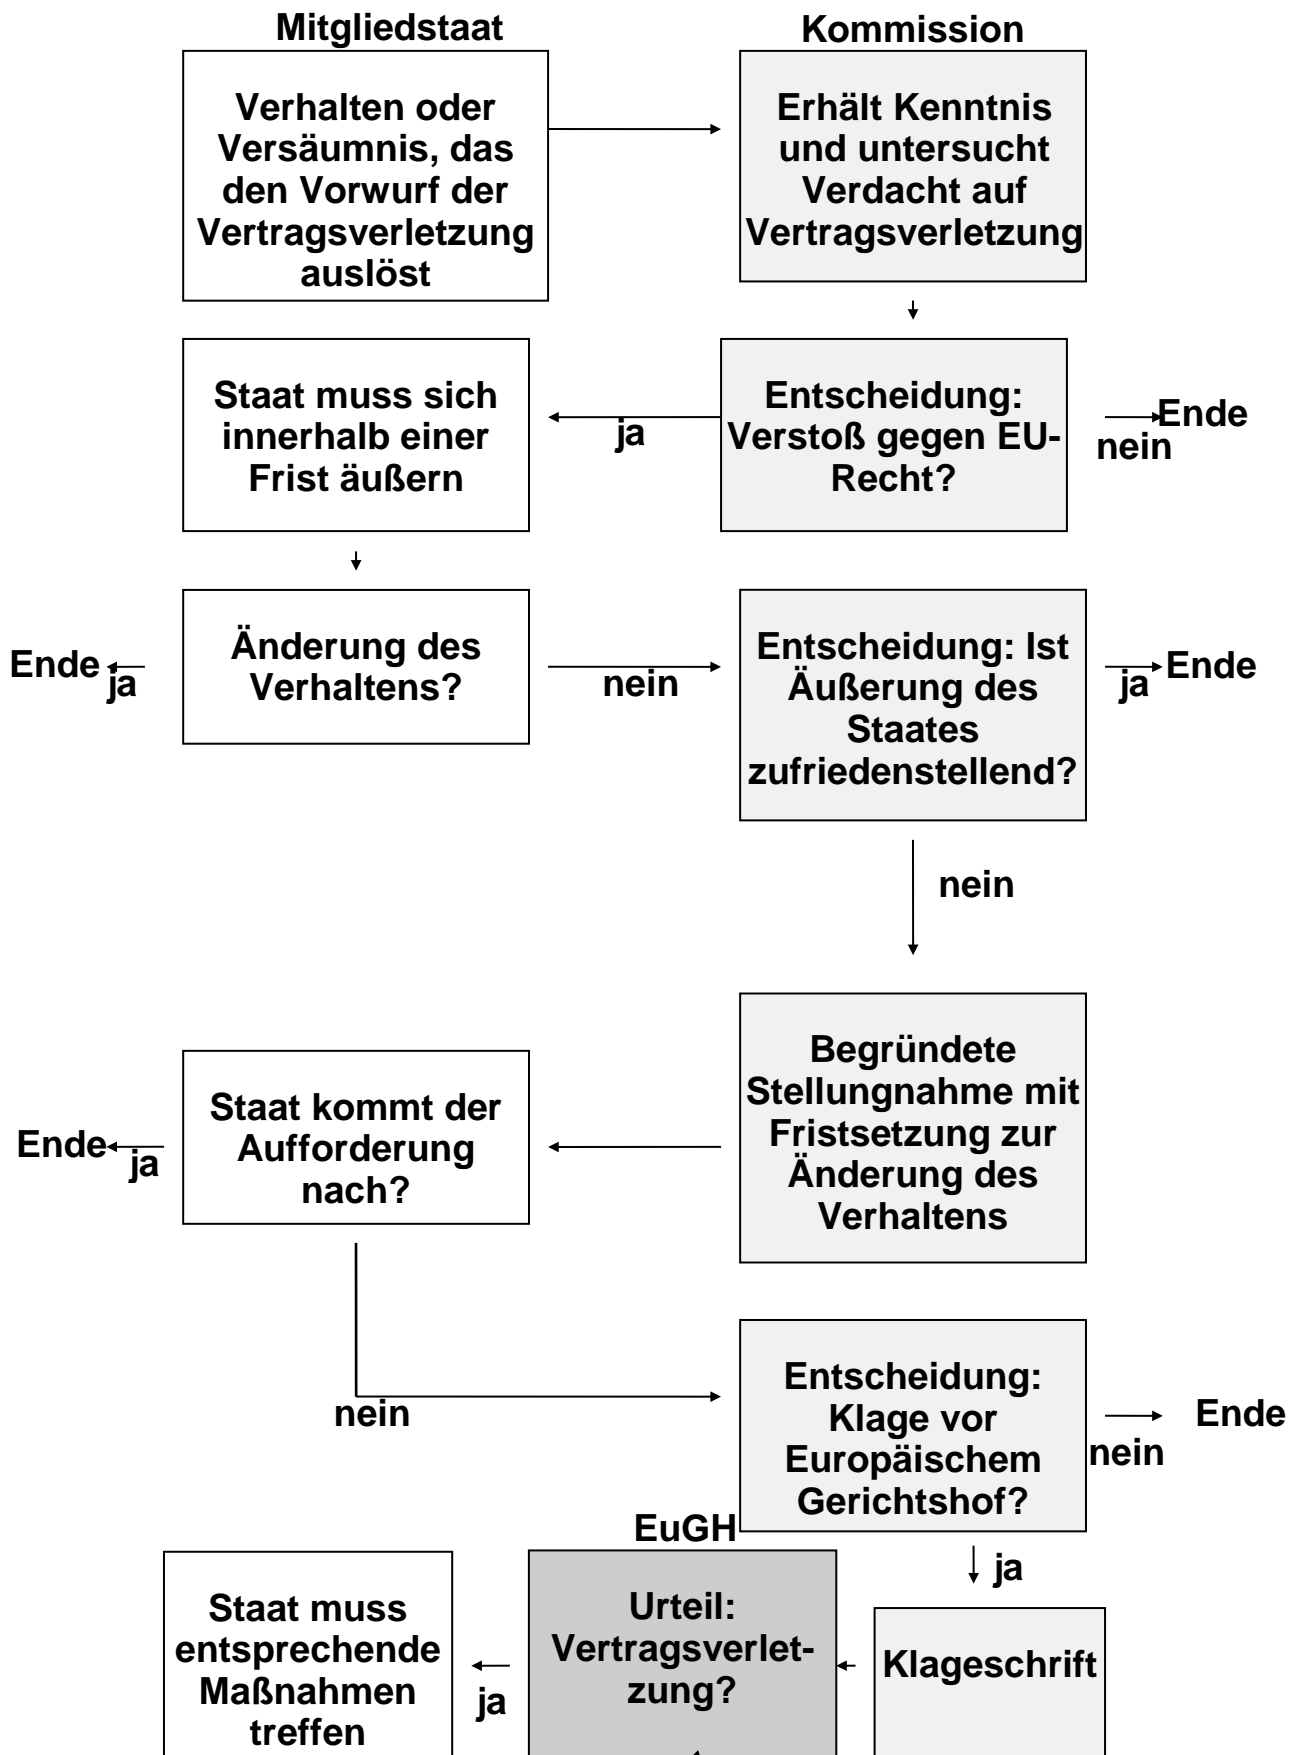 Mitgliedstaat
Kommission
Verhalten oder
Versäumnis, das
den Vorwurf der
Vertragsverletzung
auslöst
Erhält Kenntnis
und untersucht
Verdacht auf
Vertragsverletzung
Staat muss sich
innerhalb einer
Frist äußern
ja
Entscheidung:
Verstoß gegen EU-
Recht?
Ende
nein
Ende
ja
Änderung des
Verhaltens?
nein
Entscheidung: Ist
Äußerung des
Staates
zufriedenstellend?
ja
Ende
nein
Begründete
Stellungnahme mit
Fristsetzung zur
Änderung des
Verhaltens
Staat kommt der
Aufforderung
nach?
Ende
ja
nein
Entscheidung:
Klage vor
Europäischem
Gerichtshof?
Ende
nein
EuGH
ja
Staat muss
entsprechende
Maßnahmen
treffen
ja
Urteil:
Vertragsverlet-
zung?
Klageschrift